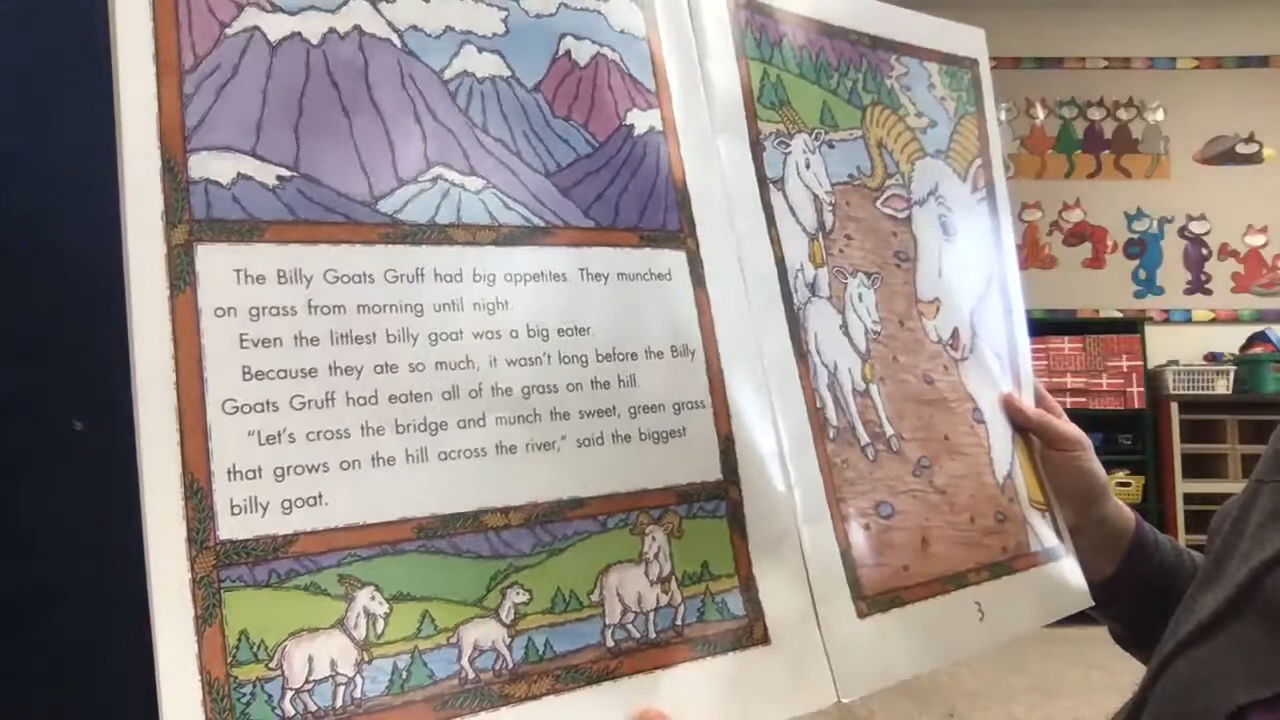 The Billy Goats Gruff had big appetites. They munched
on grass from morning until night.
Even the littlest billy goat was a big eater.
Because they ate so much, it wasn't long before the Billy
Goats Gruff had eaten all of the grass on the hill.
"Let's cross the bridge and munch the sweet, green grass
that grows on the hill across the river," said the biggest
billy goat.
3